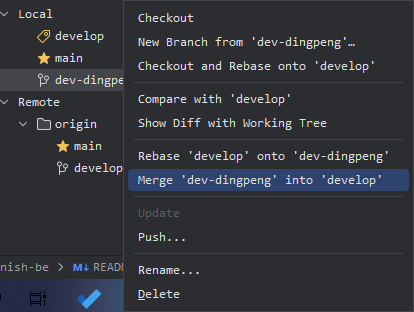 Local
develop
main
dev-dingpe
Remote
origin
main
develop
nish-be > README
Checkout
New Branch from 'dev-dingpeng'…
Checkout and Rebase onto 'develop'
Compare with 'develop'
Show Diff with Working Tree
Rebase 'develop' onto 'dev-dingpeng'
Merge 'dev-dingpeng' into 'develop'
Update
Push...
Rename...
Delete